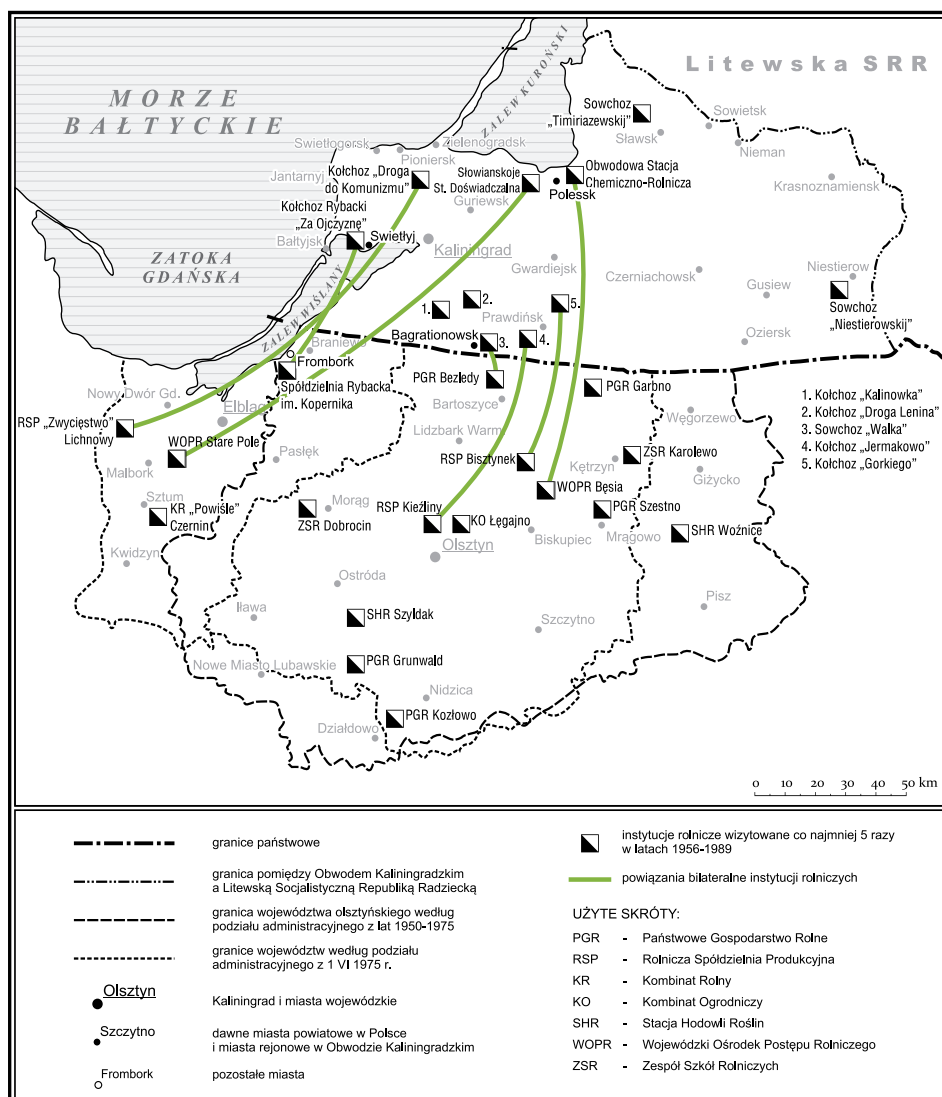 Litewska SRR
MORZE
BAŁTYCKIE
ZALEW KUROŃSKI
Sowchoz
„Timiriazewskij”
Sowietsk
Sławsk
Nieman
Krasnoznamiensk
Swietłogorsk
Zielenogradsk
Pioniersk
Jantarnyj
Kołchoz „Droga
do Komunizmu”
Słowianskoje
St. Doświadczalna
Obwodowa Stacja
Chemiczno-Rolnicza
Polessk
Guriewsk
Kołchoz Rybacki
„Za Ojczyznę”
Swietłyj
Bałtyjsk
Kaliningrad
Gwardiejsk
Czerniachowsk
Niestierow
Gusiew
Sowchoz
„Niestierowskij”
Oziersk
ZATOKA
GDAŃSKA
ZALEW WIŚLANY
1.
2.
5.
Prawdińsk
Bagrationowsk
3.
4.
Braniewo
Frombork
Spółdzielnia Rybacka
im. Kopernika
PGR Bezledy
PGR Garbno
Bartoszyce
Węgorzewo
1. Kołchoz „Kalinowka”
2. Kołchoz „Droga Lenina”
3. Sowchoz „Wałka”
4. Kołchoz „Jermakowo”
5. Kołchoz „Gorkiego”
Nowy Dwór Gd.
Elbląg
RSP „Zwycięstwo”
Lichnowy
WOPR Stare Pole
Malbork
Pasłęk
Lidzbark Warm.
RSP Bisztynek
Kętrzyn
ZSR Karolewo
Giżycko
Sztum
KR „Powiśle”
Czernin
Morąg
ZSR Dobrocin
RSP Kieźliny
KO Łęgajno
WOPR Bęsia
PGR Szestno
Biskupiec
Mrągowo
SHR Woźnice
Kwidzyn
Olsztyn
Ostróda
Iława
SHR Szyldak
Szczytno
Pisz
Nowe Miasto Lubawskie
PGR Grunwald
Nidzica
PGR Kozłowo
Działdowo
0 10 20 30 40 50 km
granice państwowe
granica pomiędzy Obwodem Kaliningradzkim
a Litewską Socjalistyczną Republiką Radziecką
granica województwa olsztyńskiego według
podziału administracyjnego z lat 1950-1975
granice województw według podziału
administracyjnego z 1 VI 1975 r.
Olsztyn
Kaliningrad i miasta wojewódzkie
Szczytno
dawne miasta powiatowe w Polsce
i miasta rejonowe w Obwodzie Kaliningradzkim
Frombork
pozostałe miasta
instytucje rolnicze wizytowane co najmniej 5 razy
w latach 1956-1989
powiązania bilateralne instytucji rolniczych
UŻYTE SKRÓTY:
PGR - Państwowe Gospodarstwo Rolne
RSP - Rolnicza Spółdzielnia Produkcyjna
KR - Kombinat Rolny
KO - Kombinat Ogrodniczy
SHR - Stacja Hodowli Roślin
WOPR - Wojewódzki Ośrodek Postępu Rolniczego
ZSR - Zespół Szkół Rolniczych